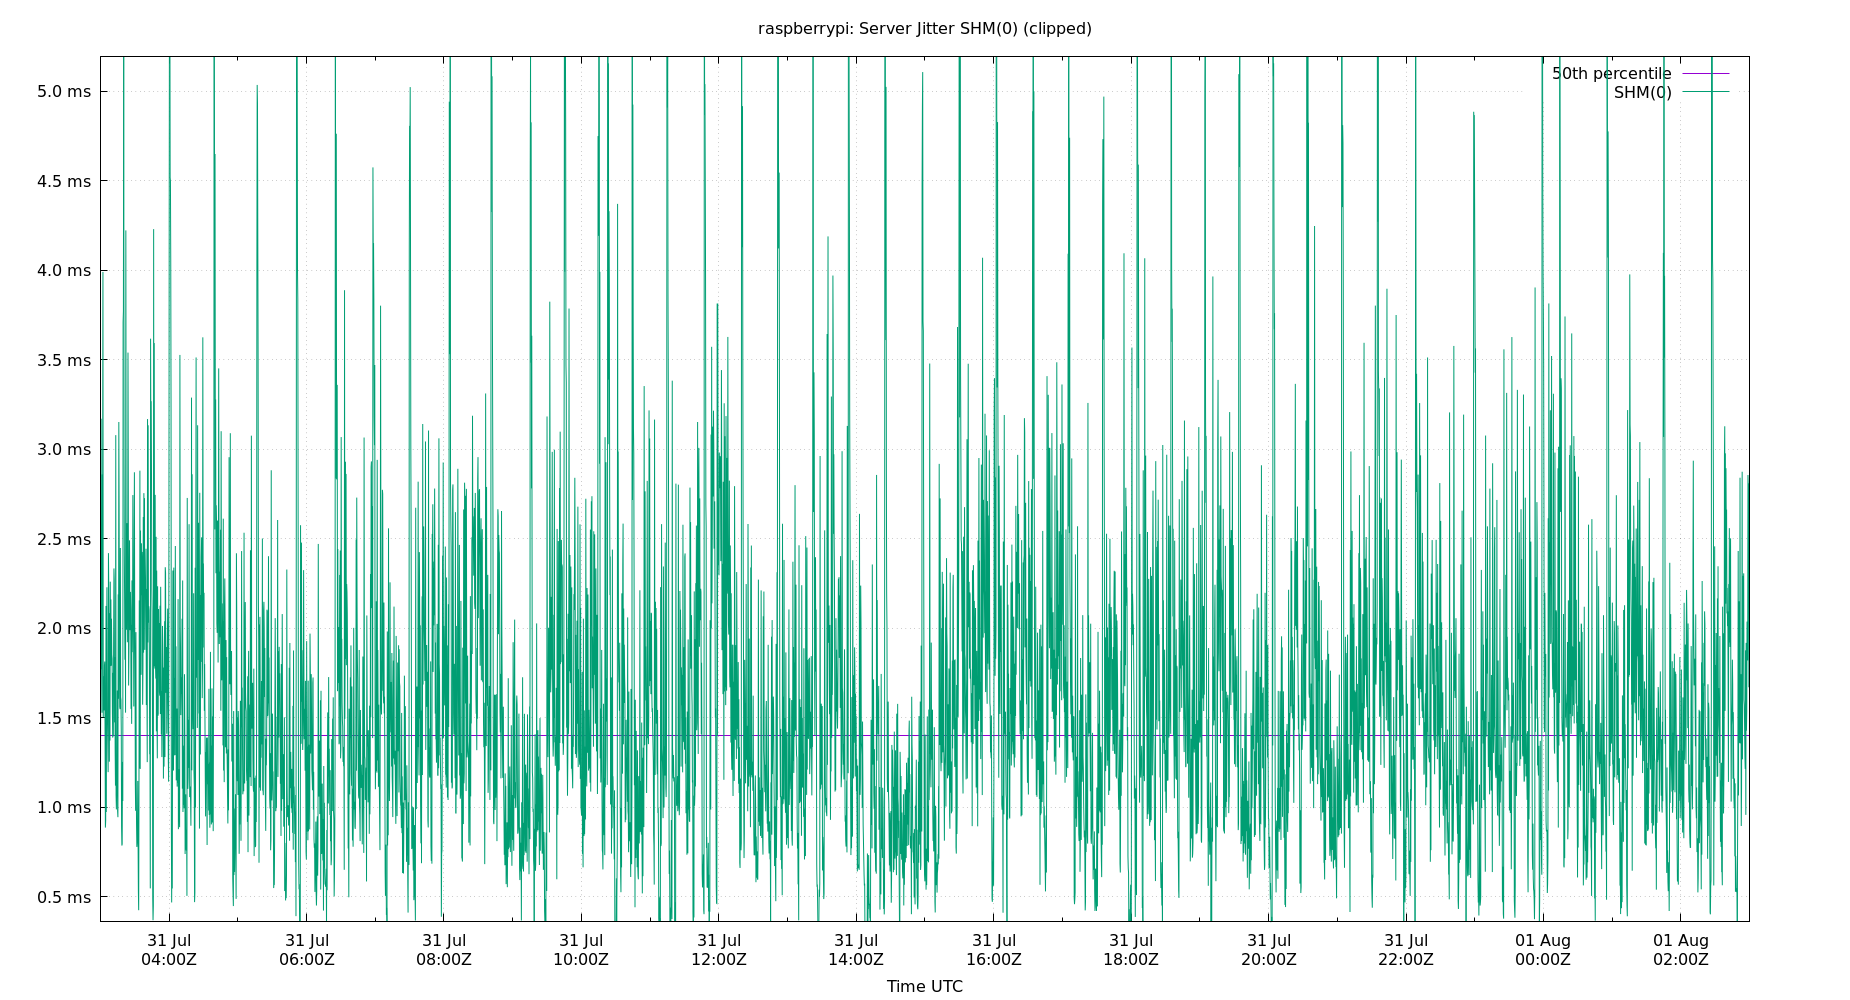 raspberrypi: Server Jitter SHM(0) (clipped)
50th percentile
SHM(0)
5.0 ms
4.5 ms
4.0 ms
3.5 ms
3.0 ms
2.5 ms
2.0 ms
1.5 ms
1.0 ms
0.5 ms
31 Jul 31 Jul 31 Jul 31 Jul 31 Jul 31 Jul 31 Jul 31 Jul 31 Jul 31 Jul 01 Aug 01 Aug
04:00Z 06:00Z 08:00Z 10:00Z 12:00Z 14:00Z 16:00Z 18:00Z 20:00Z 22:00Z 00:00Z 02:00Z
Time UTC